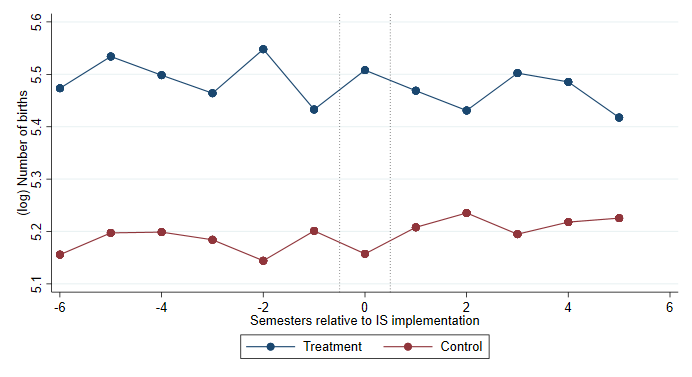 (log) Number of births
5.6
5.5
5.4
5.3
5.2
5.1
-6 -4 -2 0 2 4 6
Semesters relative to IS implementation
Treatment Control